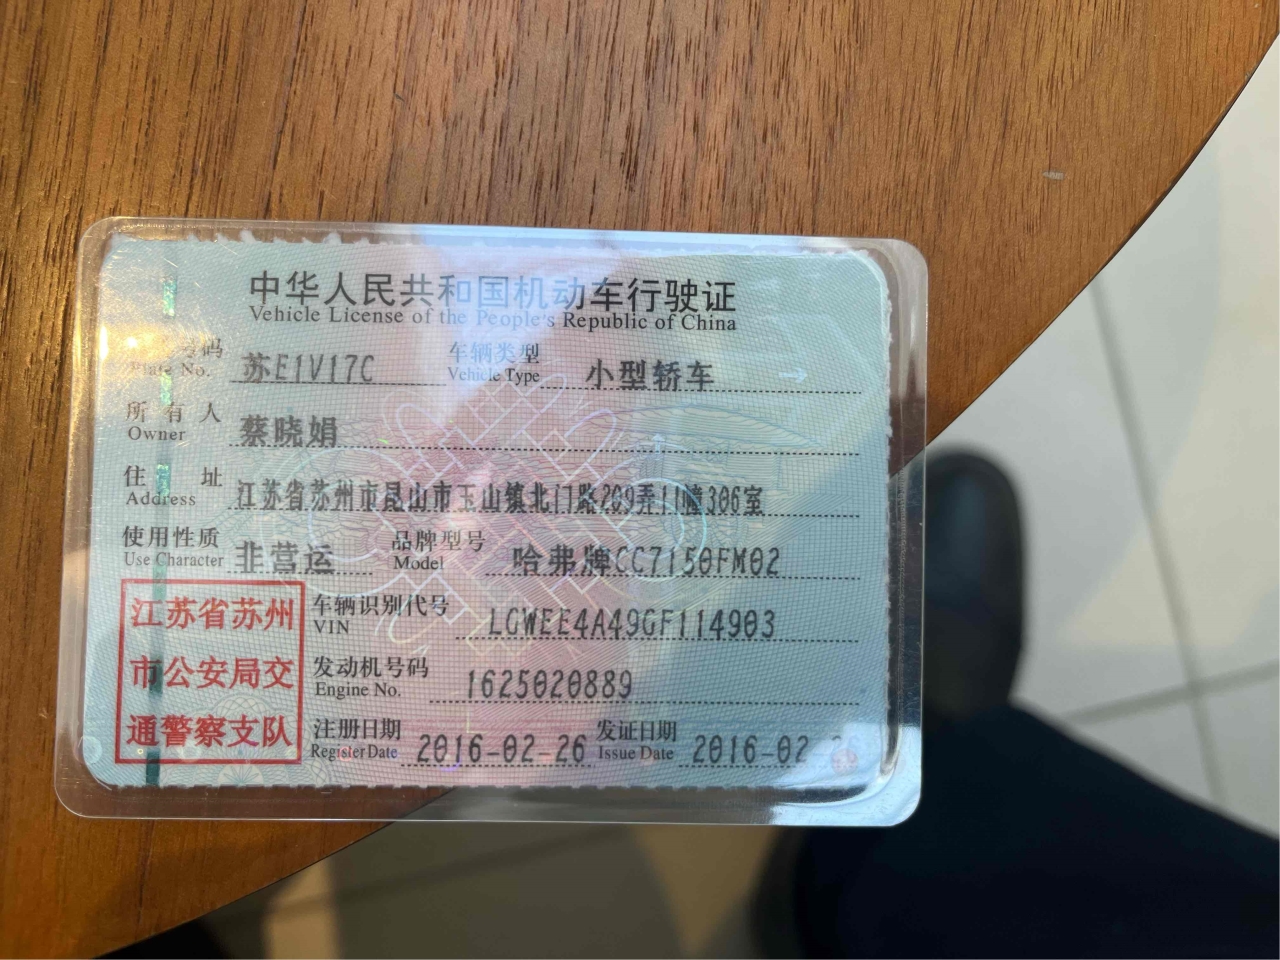 中华人民共和国机动车行驶证
Vehicle License of the People's Republic of China
号码 苏E1V17C 车辆类型 小型轿车
Plate No. Vehicle Type
所有人 蔡晓娟
Owner
住址 江苏省苏州市昆山市玉山镇北门路209弄11幢306室
Address
使用性质 非营运 品牌型号 哈弗牌CC7150FM02
Use Character Model
江苏省苏州 车辆识别代号 LGWEE4A49GF114903
VIN
市公安局交 发动机号码 1625020889
Engine No.
通警察支队 注册日期 2016-02-26 发证日期 2016-02-26
Register Date Issue Date